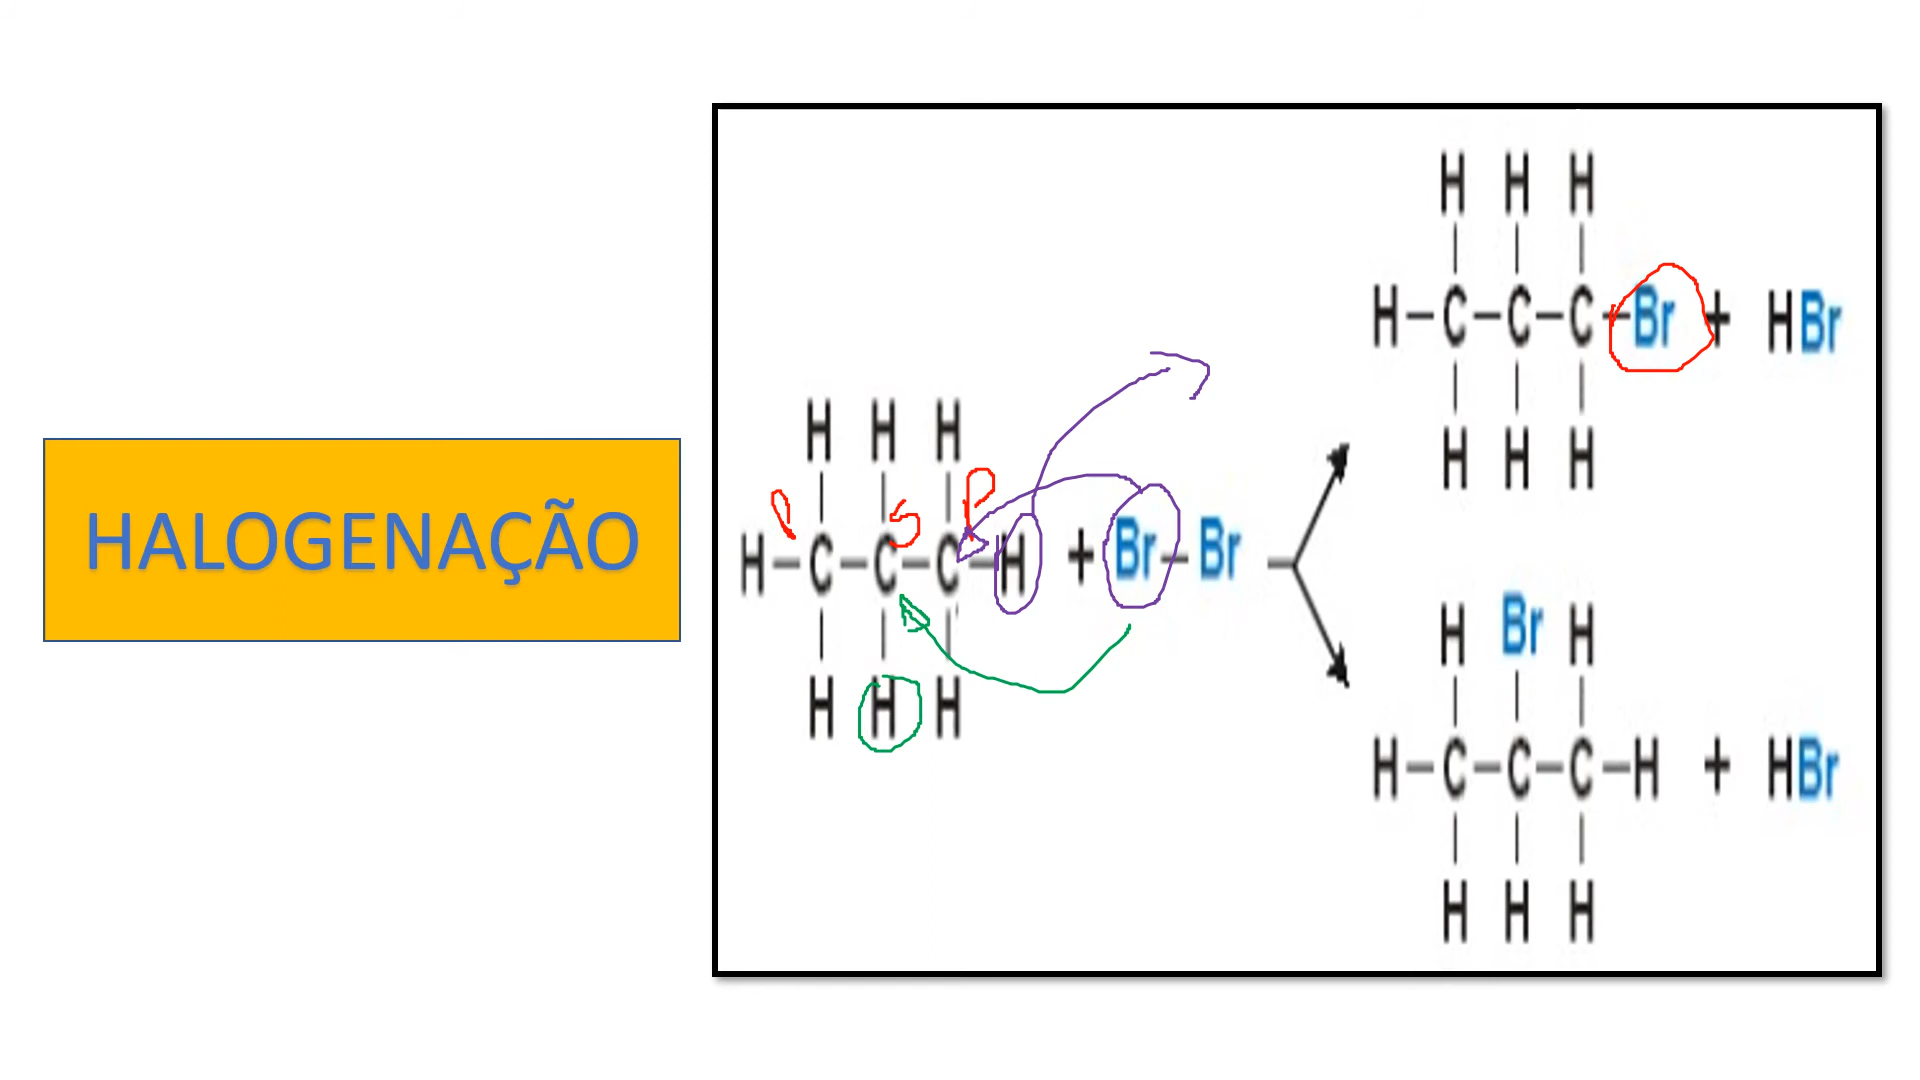 HALOGENAÇÃO
H H H
H–C–C–C–Br + HBr
H H H
H H H
P S P
H–C–C–C–H + Br–Br
H H H
H Br H
H–C–C–C–H + HBr
H H H